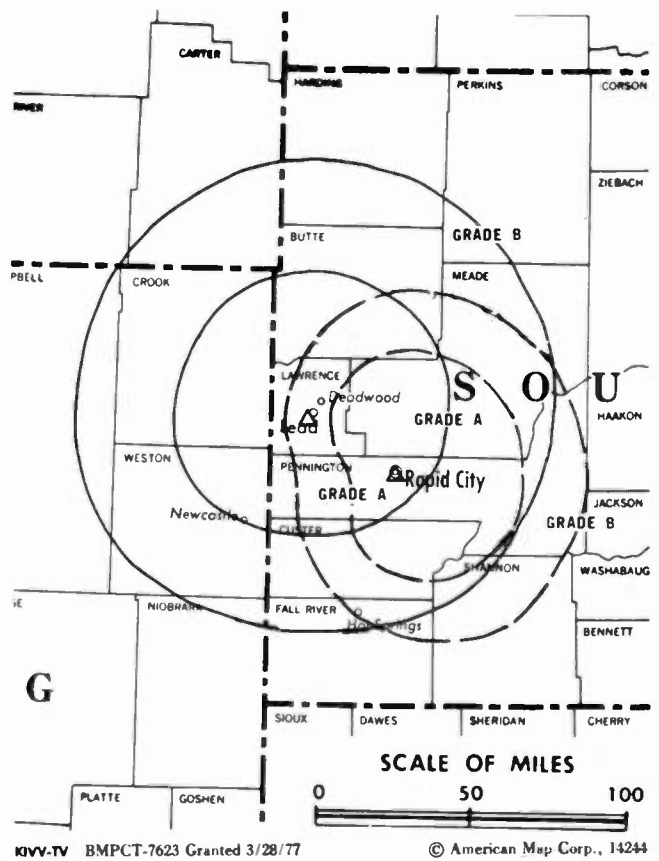 CARTER
HARDING
PERKINS
CORSON
RIVER
ZIEBACH
BUTTE
GRADE B
MEADE
PBELL
CROOK
LAWRENCE
Deadwood
S O U
HAAKON
Lead
GRADE A
WESTON
PENNINGTON
Rapid City
GRADE A
JACKSON
Newcastle
CUSTER
GRADE B
SHANNON
WASHABAUG
GE
NIOBRARA
FALL RIVER
Hot Springs
BENNETT
G
SIOUX
DAWES
SHERIDAN
CHERRY
SCALE OF MILES
0 50 100
PLATTE
GOSHEN
KIVV-TV BMPCT-7623 Granted 3/28/77
© American Map Corp., 14244